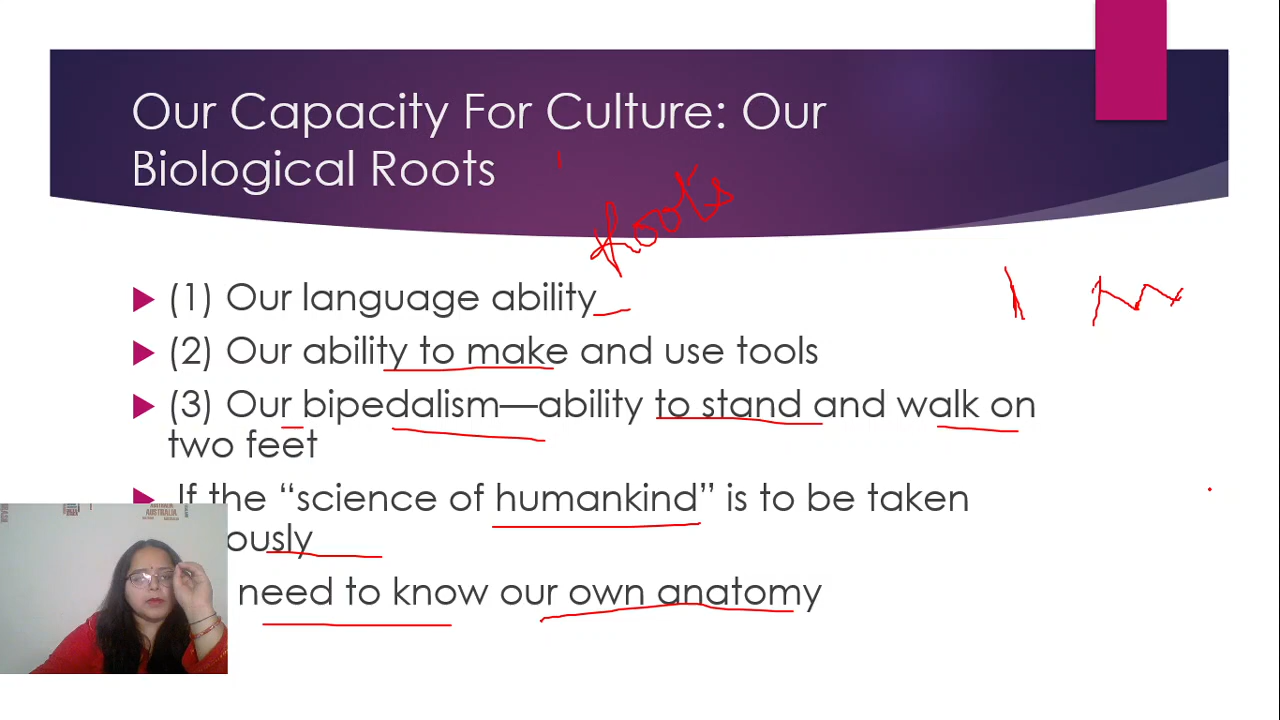 Our Capacity For Culture: Our
Biological Roots
Roots
(1) Our language ability
(2) Our ability to make and use tools
(3) Our bipedalism—ability to stand and walk on
two feet
If the “science of humankind” is to be taken
ously
need to know our own anatomy
AUSTRALIA